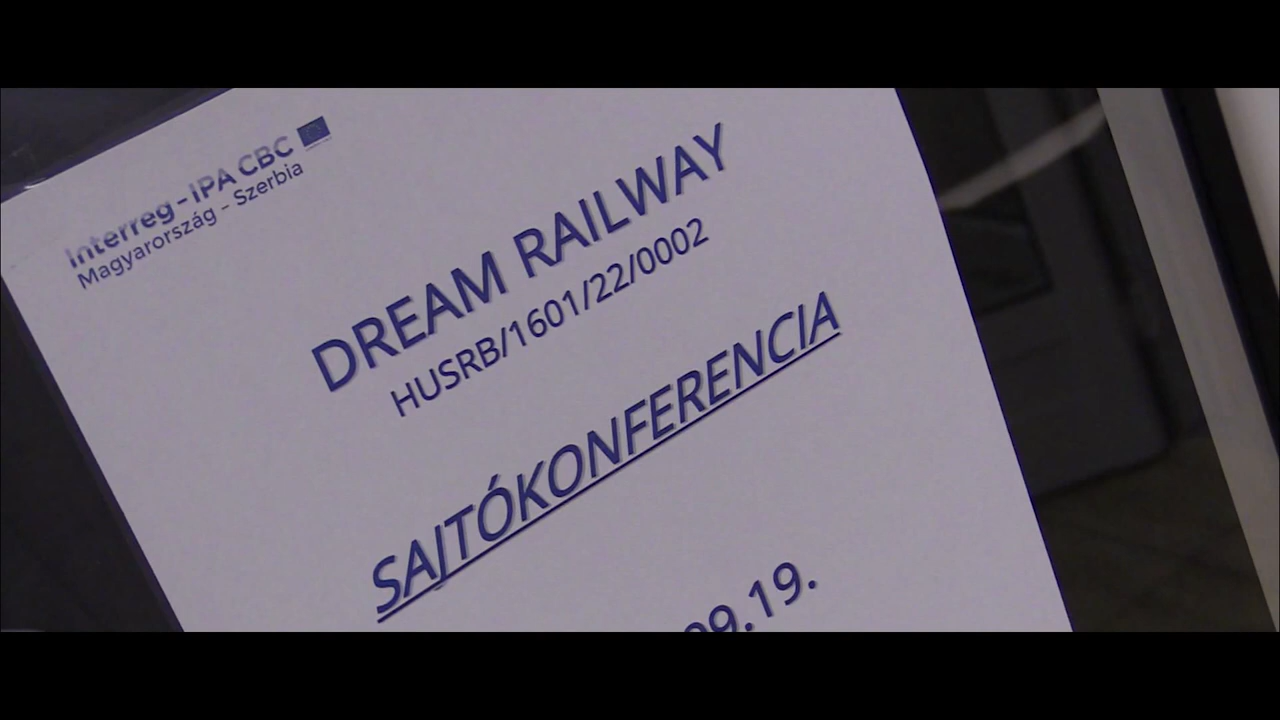 Interreg - IPA CBC
Magyarország - Szerbia
DREAM RAILWAY
HUSRB/1601/22/0002
SAJTÓKONFERENCIA
09.19.